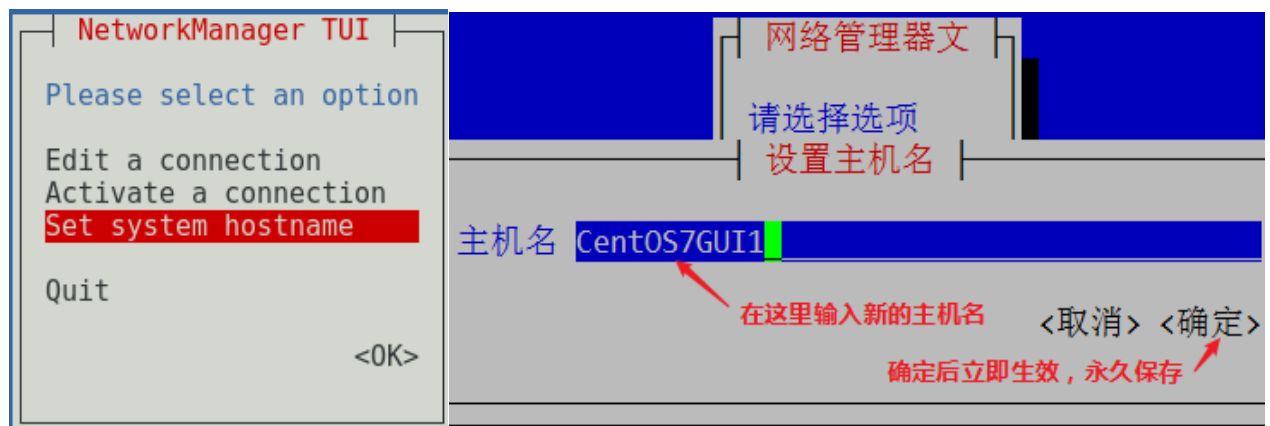 NetworkManager TUI
Please select an option
Edit a connection
Activate a connection
Set system hostname
Quit
<OK>
网络管理器文
请选择选项
设置主机名
主机名 CentOS7GUI1
在这里输入新的主机名
<取消> <确定>
确定后立即生效，永久保存